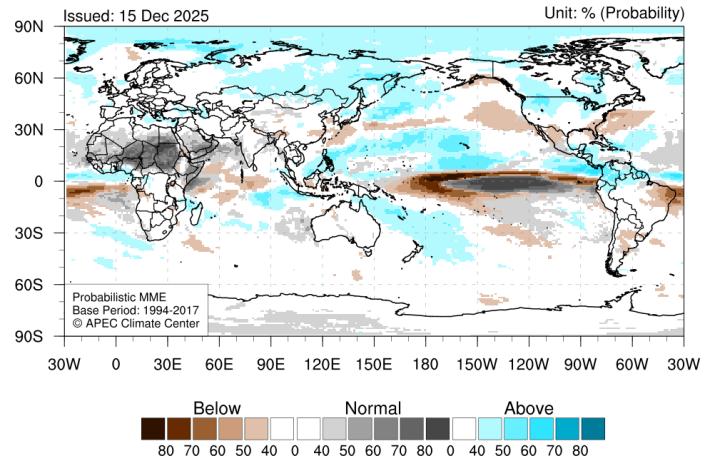 Issued: 15 Dec 2025 Unit: % (Probability)
90N
60N
30N
0
30S
60S
90S
Probabilistic MME
Base Period: 1994-2017
© APEC Climate Center
30W 0 30E 60E 90E 120E 150E 180 150W 120W 90W 60W 30W
Below Normal Above
80 70 60 50 40 0 40 50 60 70 80 0 40 50 60 70 80